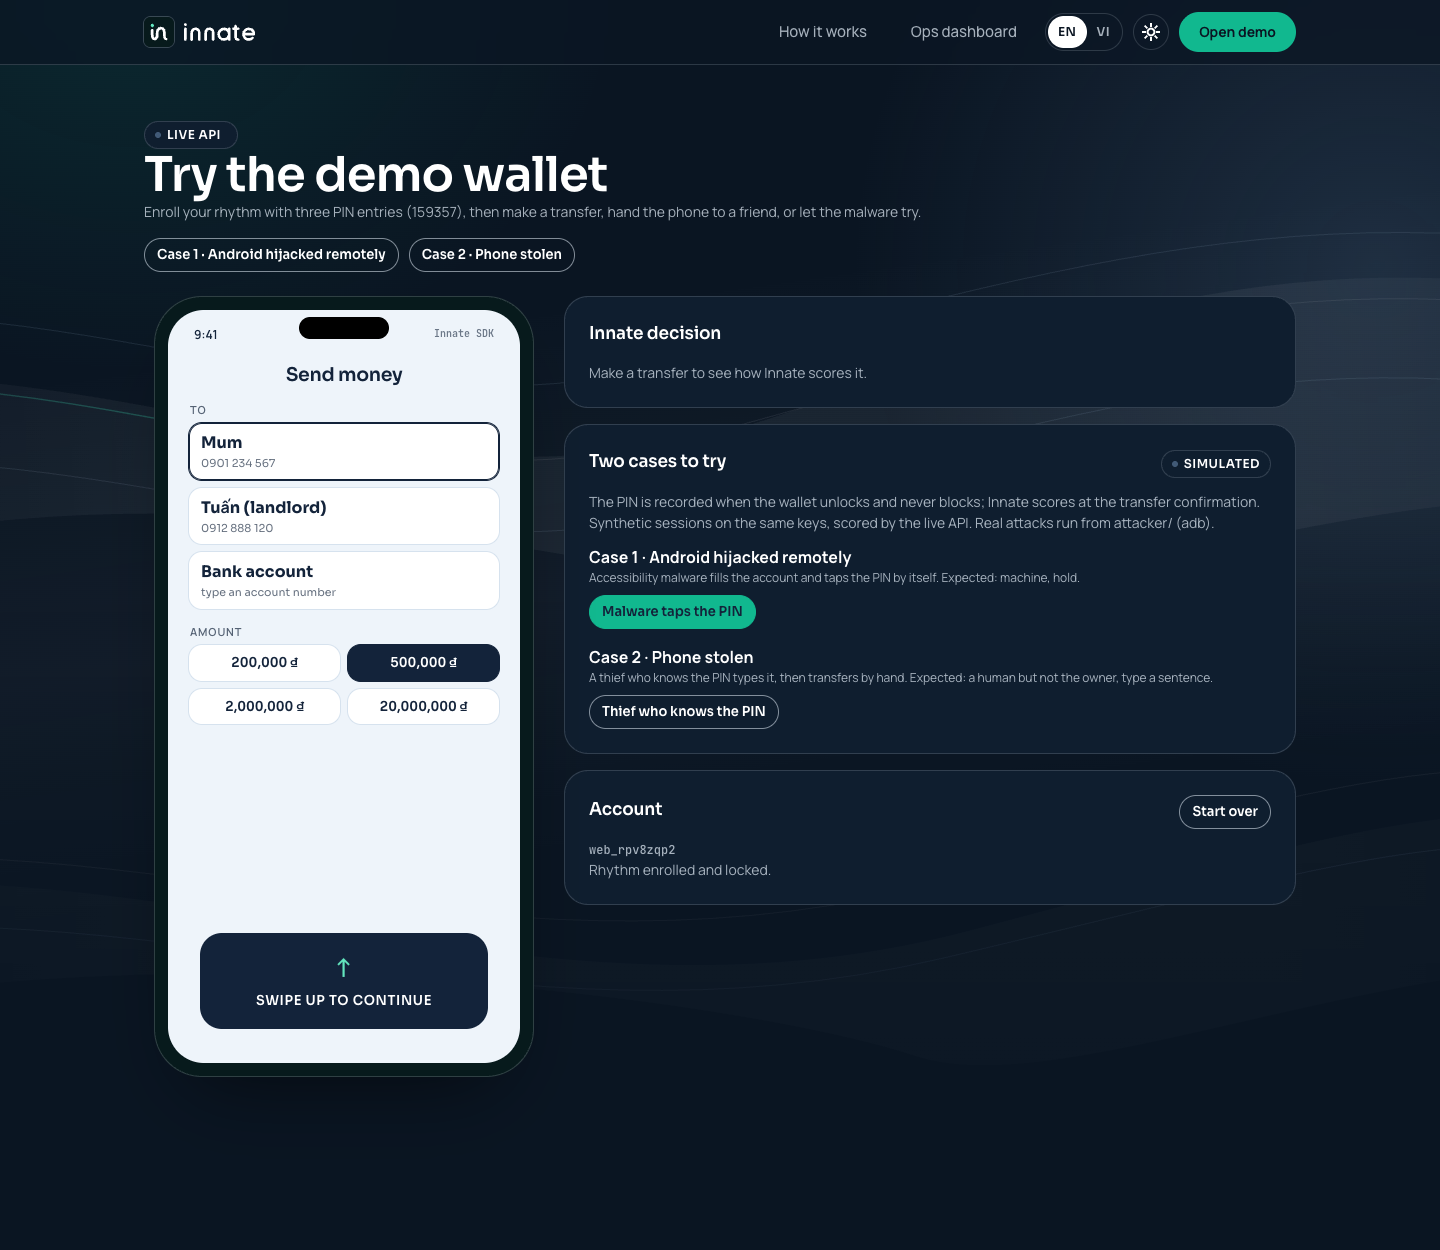 in innate
How it works
Ops dashboard
EN
VI
Open demo
LIVE API
Try the demo wallet
Enroll your rhythm with three PIN entries (159357), then make a transfer, hand the phone to a friend, or let the malware try.
Case 1 · Android hijacked remotely
Case 2 · Phone stolen
9:41
Innate SDK
Send money
TO
Mum
0901 234 567
Tuấn (landlord)
0912 888 120
Bank account
type an account number
AMOUNT
200,000 ₫
500,000 ₫
2,000,000 ₫
20,000,000 ₫
↑
SWIPE UP TO CONTINUE
Innate decision
Make a transfer to see how Innate scores it.
Two cases to try
SIMULATED
The PIN is recorded when the wallet unlocks and never blocks; Innate scores at the transfer confirmation.
Synthetic sessions on the same keys, scored by the live API. Real attacks run from attacker/ (adb).
Case 1 · Android hijacked remotely
Accessibility malware fills the account and taps the PIN by itself. Expected: machine, hold.
Malware taps the PIN
Case 2 · Phone stolen
A thief who knows the PIN types it, then transfers by hand. Expected: a human but not the owner, type a sentence.
Thief who knows the PIN
Account
Start over
web_rpv8zqp2
Rhythm enrolled and locked.